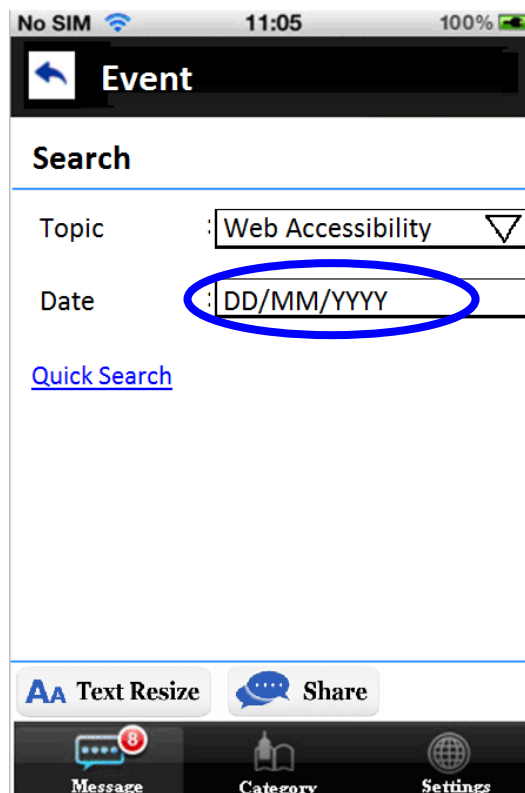 No SIM 11:05 100%
Event
Search
Topic : Web Accessibility
Date : DD/MM/YYYY
Quick Search
AA Text Resize Share
8
Message Category Settings